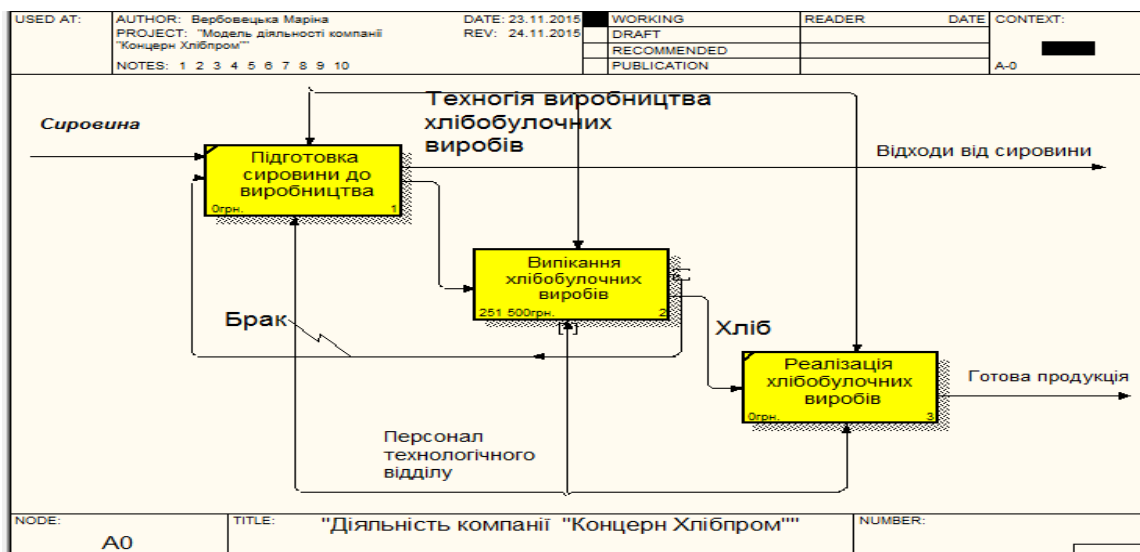 USED AT:
AUTHOR: Вербовецька Маріна
DATE: 23.11.2015
WORKING
READER
DATE
CONTEXT:
PROJECT: "Модель діяльності компанії
REV: 24.11.2015
DRAFT
"Концерн Хлібпром""
RECOMMENDED
NOTES: 1 2 3 4 5 6 7 8 9 10
PUBLICATION
A-0
Техногія виробництва
хлібобулочних
виробів
Сировина
Підготовка
сировини до
виробництва
0грн.
1
Відходи від сировини
Випікання
хлібобулочних
виробів
251 500грн.
2
Брак
Хліб
Реалізація
хлібобулочних
виробів
0грн.
3
Готова продукція
Персонал
технологічного
відділу
NODE:
A0
TITLE:
"Діяльність компанії "Концерн Хлібпром""
NUMBER: